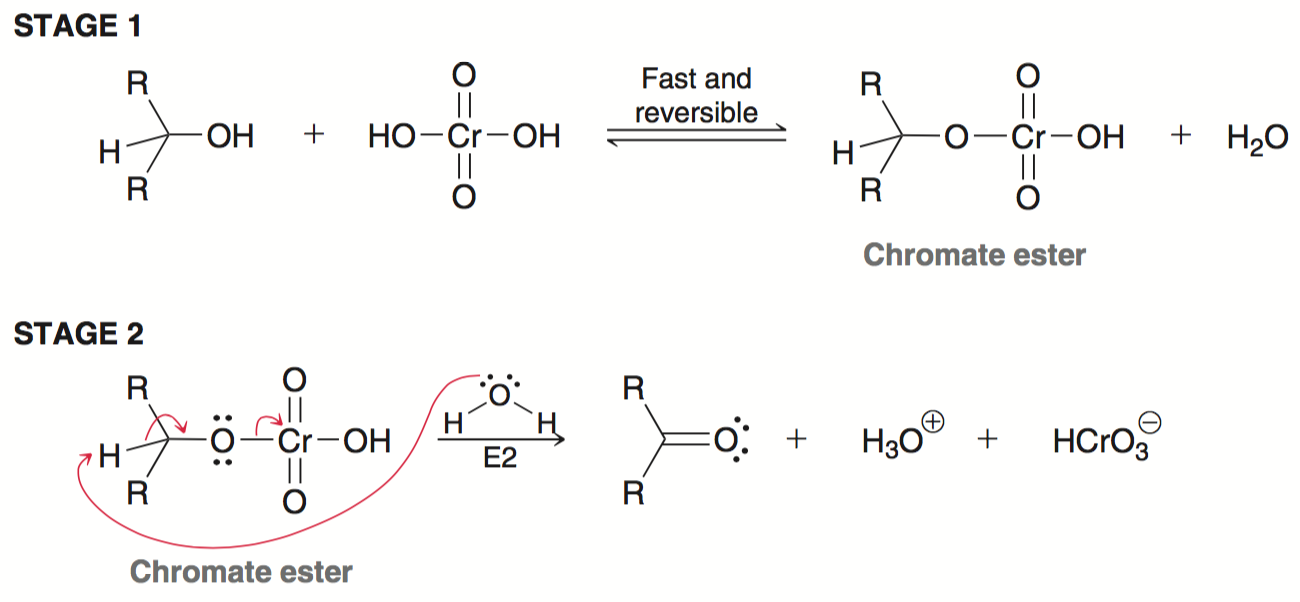 STAGE 1
R
H
R
OH
+
O
HO–Cr–OH
O
Fast and
reversible
R
H
R
O
O–Cr–OH
O
+
H₂O
Chromate ester
STAGE 2
R
H
R
O
O–Cr–OH
O
O
H H
E2
R
R
O
+
H₃O⊕
+
HCrO₃⊖
Chromate ester